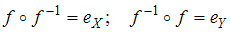 f ∘ f⁻¹ = e_X ; f⁻¹ ∘ f = e_Y